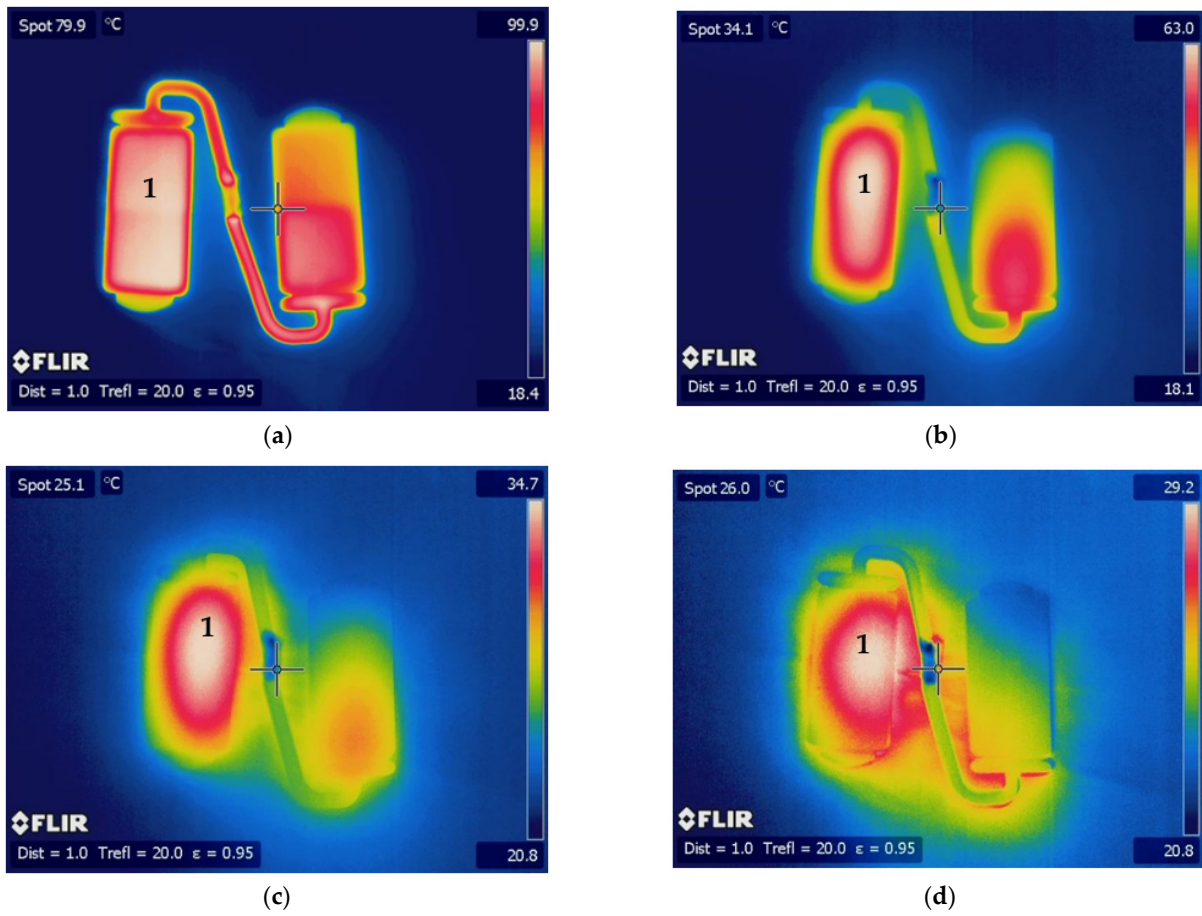 Spot 79.9 °C 99.9
1
FLIR
Dist = 1.0 Trefl = 20.0 ε = 0.95 18.4
(a)
Spot 34.1 °C 63.0
1
FLIR
Dist = 1.0 Trefl = 20.0 ε = 0.95 18.1
(b)
Spot 25.1 °C 34.7
1
FLIR
Dist = 1.0 Trefl = 20.0 ε = 0.95 20.8
(c)
Spot 26.0 °C 29.2
1
FLIR
Dist = 1.0 Trefl = 20.0 ε = 0.95 20.8
(d)